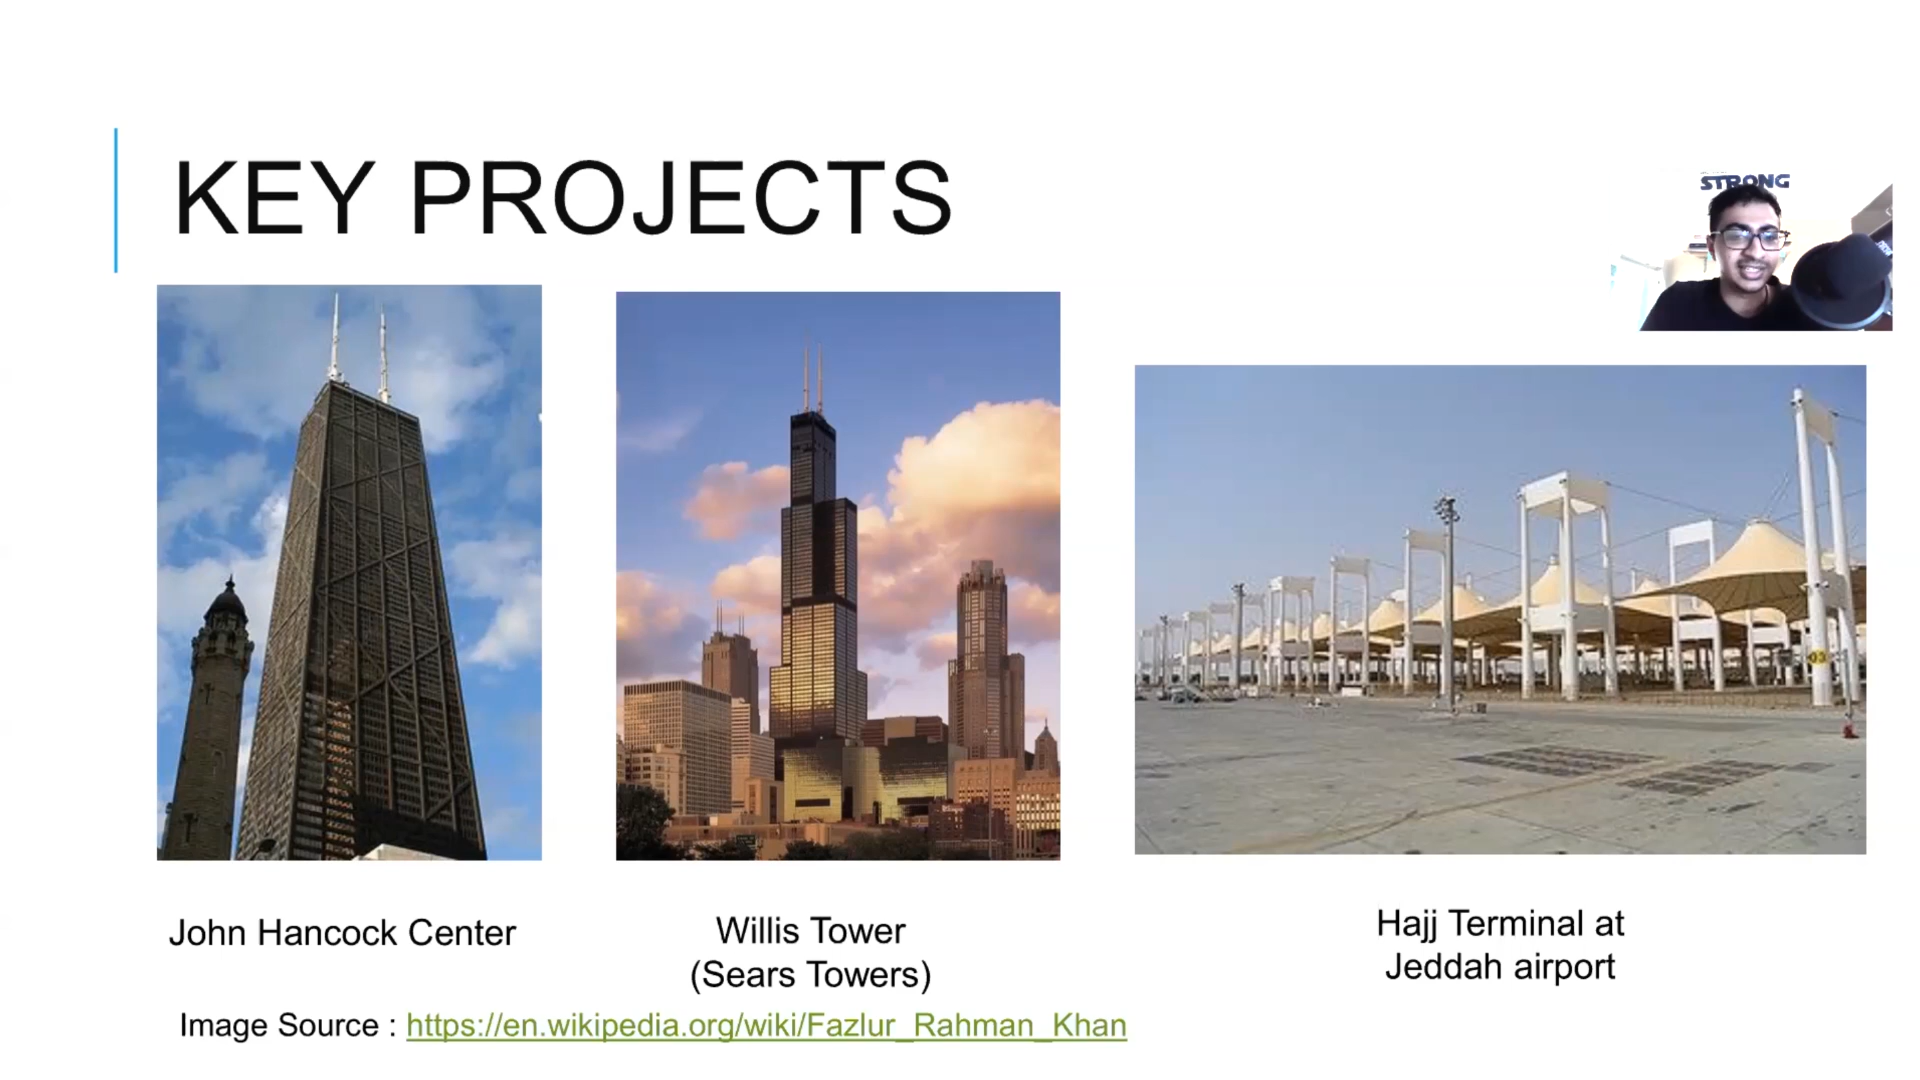 KEY PROJECTS
STRONG
03
John Hancock Center
Willis Tower
(Sears Towers)
Hajj Terminal at
Jeddah airport
Image Source : https://en.wikipedia.org/wiki/Fazlur_Rahman_Khan